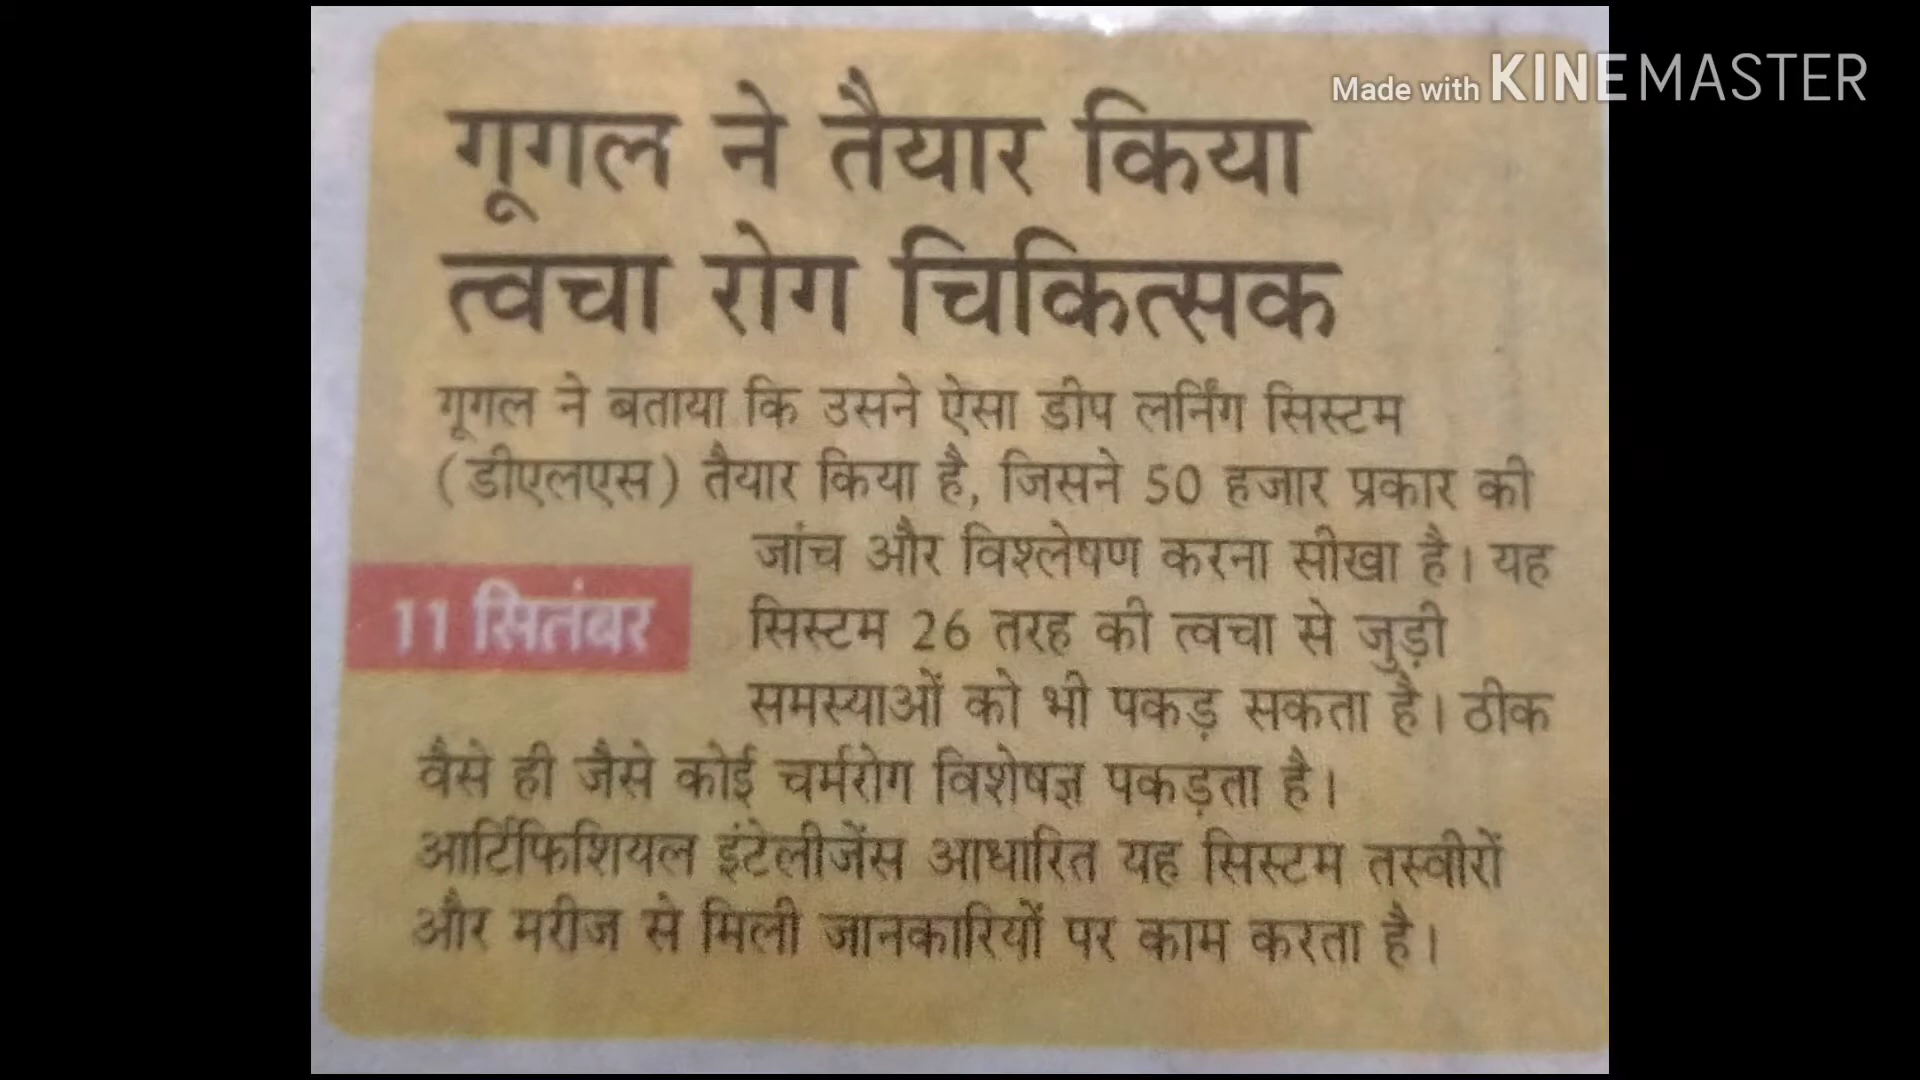 Made with KINEMASTER
गूगल ने तैयार किया
त्वचा रोग चिकित्सक
गूगल ने बताया कि उसने ऐसा डीप लर्निंग सिस्टम
(डीएलएस) तैयार किया है, जिसने 50 हजार प्रकार की
जांच और विश्लेषण करना सीखा है। यह
11 सितंबर
सिस्टम 26 तरह की त्वचा से जुड़ी
समस्याओं को भी पकड़ सकता है। ठीक
वैसे ही जैसे कोई चर्मरोग विशेषज्ञ पकड़ता है।
आर्टिफिशियल इंटेलीजेंस आधारित यह सिस्टम तस्वीरों
और मरीज से मिली जानकारियों पर काम करता है।